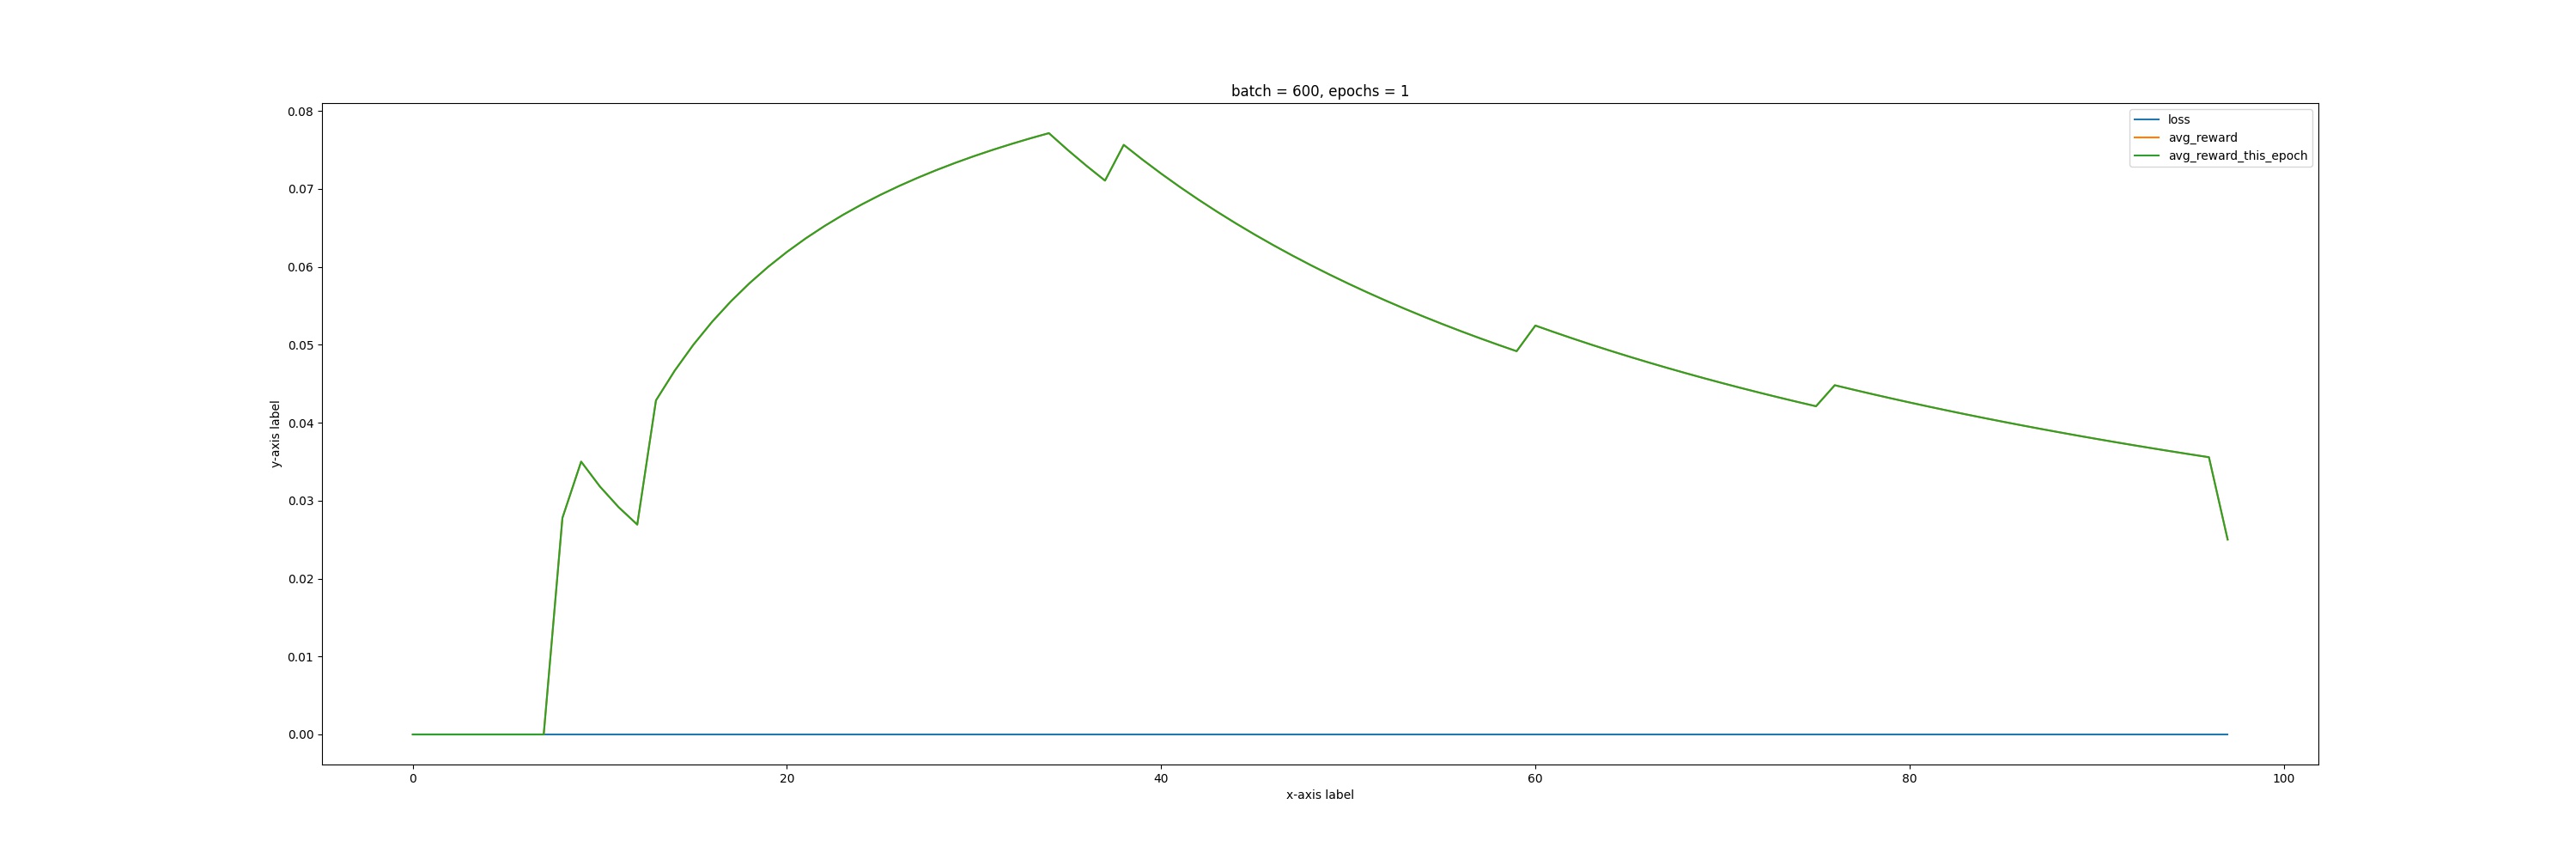 batch = 600, epochs = 1
loss
avg_reward
avg_reward_this_epoch
0.08
0.07
0.06
0.05
0.04
0.03
0.02
0.01
0.00
y-axis label
0 20 40 60 80 100
x-axis label